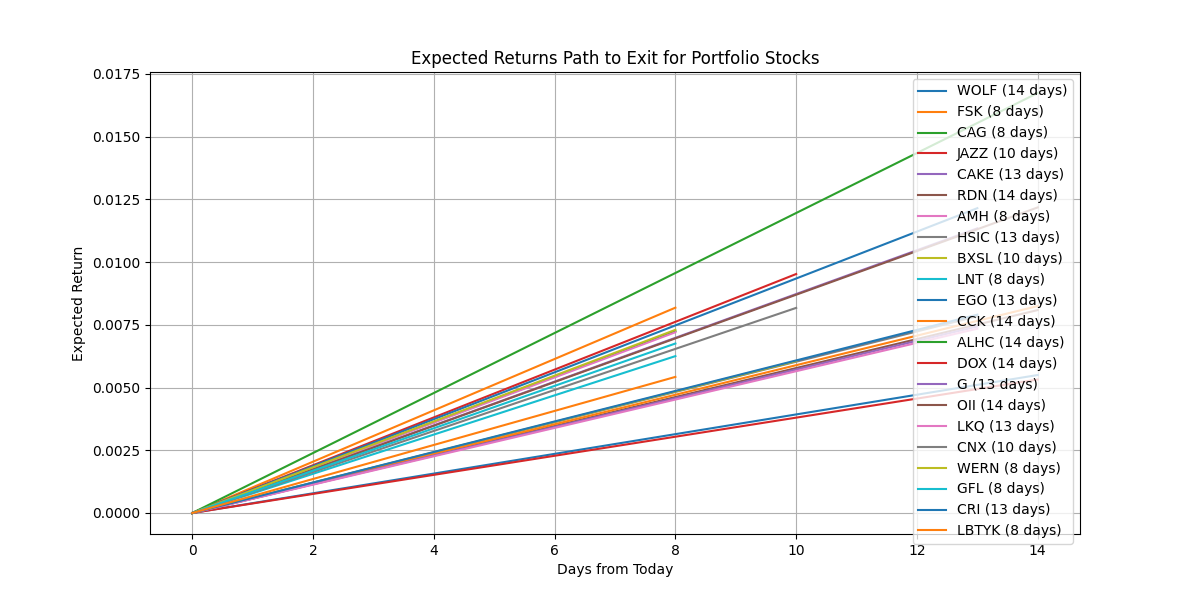 Expected Returns Path to Exit for Portfolio Stocks
Expected Return
0.0175
0.0150
0.0125
0.0100
0.0075
0.0050
0.0025
0.0000
WOLF (14 days)
FSK (8 days)
CAG (8 days)
JAZZ (10 days)
CAKE (13 days)
RDN (14 days)
AMH (8 days)
HSIC (13 days)
BXSL (10 days)
LNT (8 days)
EGO (13 days)
CCK (14 days)
ALHC (14 days)
DOX (14 days)
G (13 days)
OII (14 days)
LKQ (13 days)
CNX (10 days)
WERN (8 days)
GFL (8 days)
CRI (13 days)
LBTYK (8 days)
0 2 4 6 8 10 12 14
Days from Today